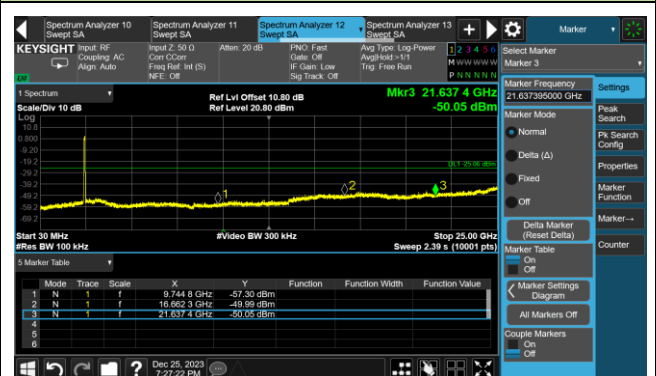 Spectrum Analyzer 10 Swept SA
Spectrum Analyzer 11 Swept SA
Spectrum Analyzer 12 Swept SA
Spectrum Analyzer 13 Swept SA
+
Marker
KEYSIGHT
Input: RF
Coupling: AC
Align: Auto
Input Z: 50 Ω
Corr CCorr
Freq Ref: Int (S)
NFE: Off
Atten: 20 dB
PNO: Fast
Gate: Off
IF Gain: Low
Sig Track: Off
Avg Type: Log-Power
Avg|Hold:>1/1
Trig: Free Run
1 2 3 4 5 6
M W W W W W
P N N N N N
1 Spectrum
Scale/Div 10 dB
Ref Lvl Offset 10.80 dB
Ref Level 20.80 dBm
Mkr3 21.637 4 GHz
-50.05 dBm
Log
10.8
0.800
-9.20
-19.2
-29.2
-39.2
-49.2
-59.2
-69.2
DL1 -25.06 dBm
1
2
3
Start 30 MHz
#Video BW 300 kHz
Stop 25.00 GHz
#Res BW 100 kHz
Sweep 2.39 s (10001 pts)
5 Marker Table
Mode Trace Scale X Y Function Function Width Function Value
1 N 1 f 9.744 8 GHz -57.30 dBm
2 N 1 f 16.662 3 GHz -49.99 dBm
3 N 1 f 21.637 4 GHz -50.05 dBm
4
5
6
?
Dec 25, 2023
7:27:22 PM
Select Marker
Marker 3
Marker Frequency
21.637395000 GHz
Marker Mode
Normal
Delta (Δ)
Fixed
Off
Delta Marker
(Reset Delta)
Marker Table
On
Off
Marker Settings
Diagram
All Markers Off
Couple Markers
On
Off
Settings
Peak
Search
Pk Search
Config
Properties
Marker
Function
Marker→
Counter